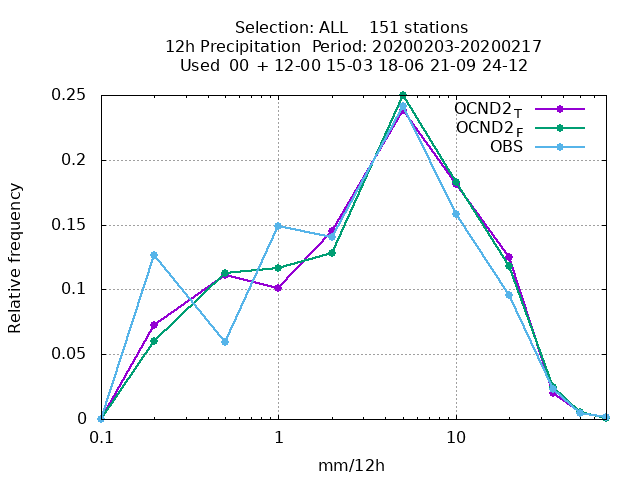 Selection: ALL    151 stations
12h Precipitation  Period: 20200203-20200217
Used  00 + 12-00 15-03 18-06 21-09 24-12
OCND2T
OCND2F
OBS
0.25
0.2
0.15
0.1
0.05
0
Relative frequency
0.1 1 10
mm/12h